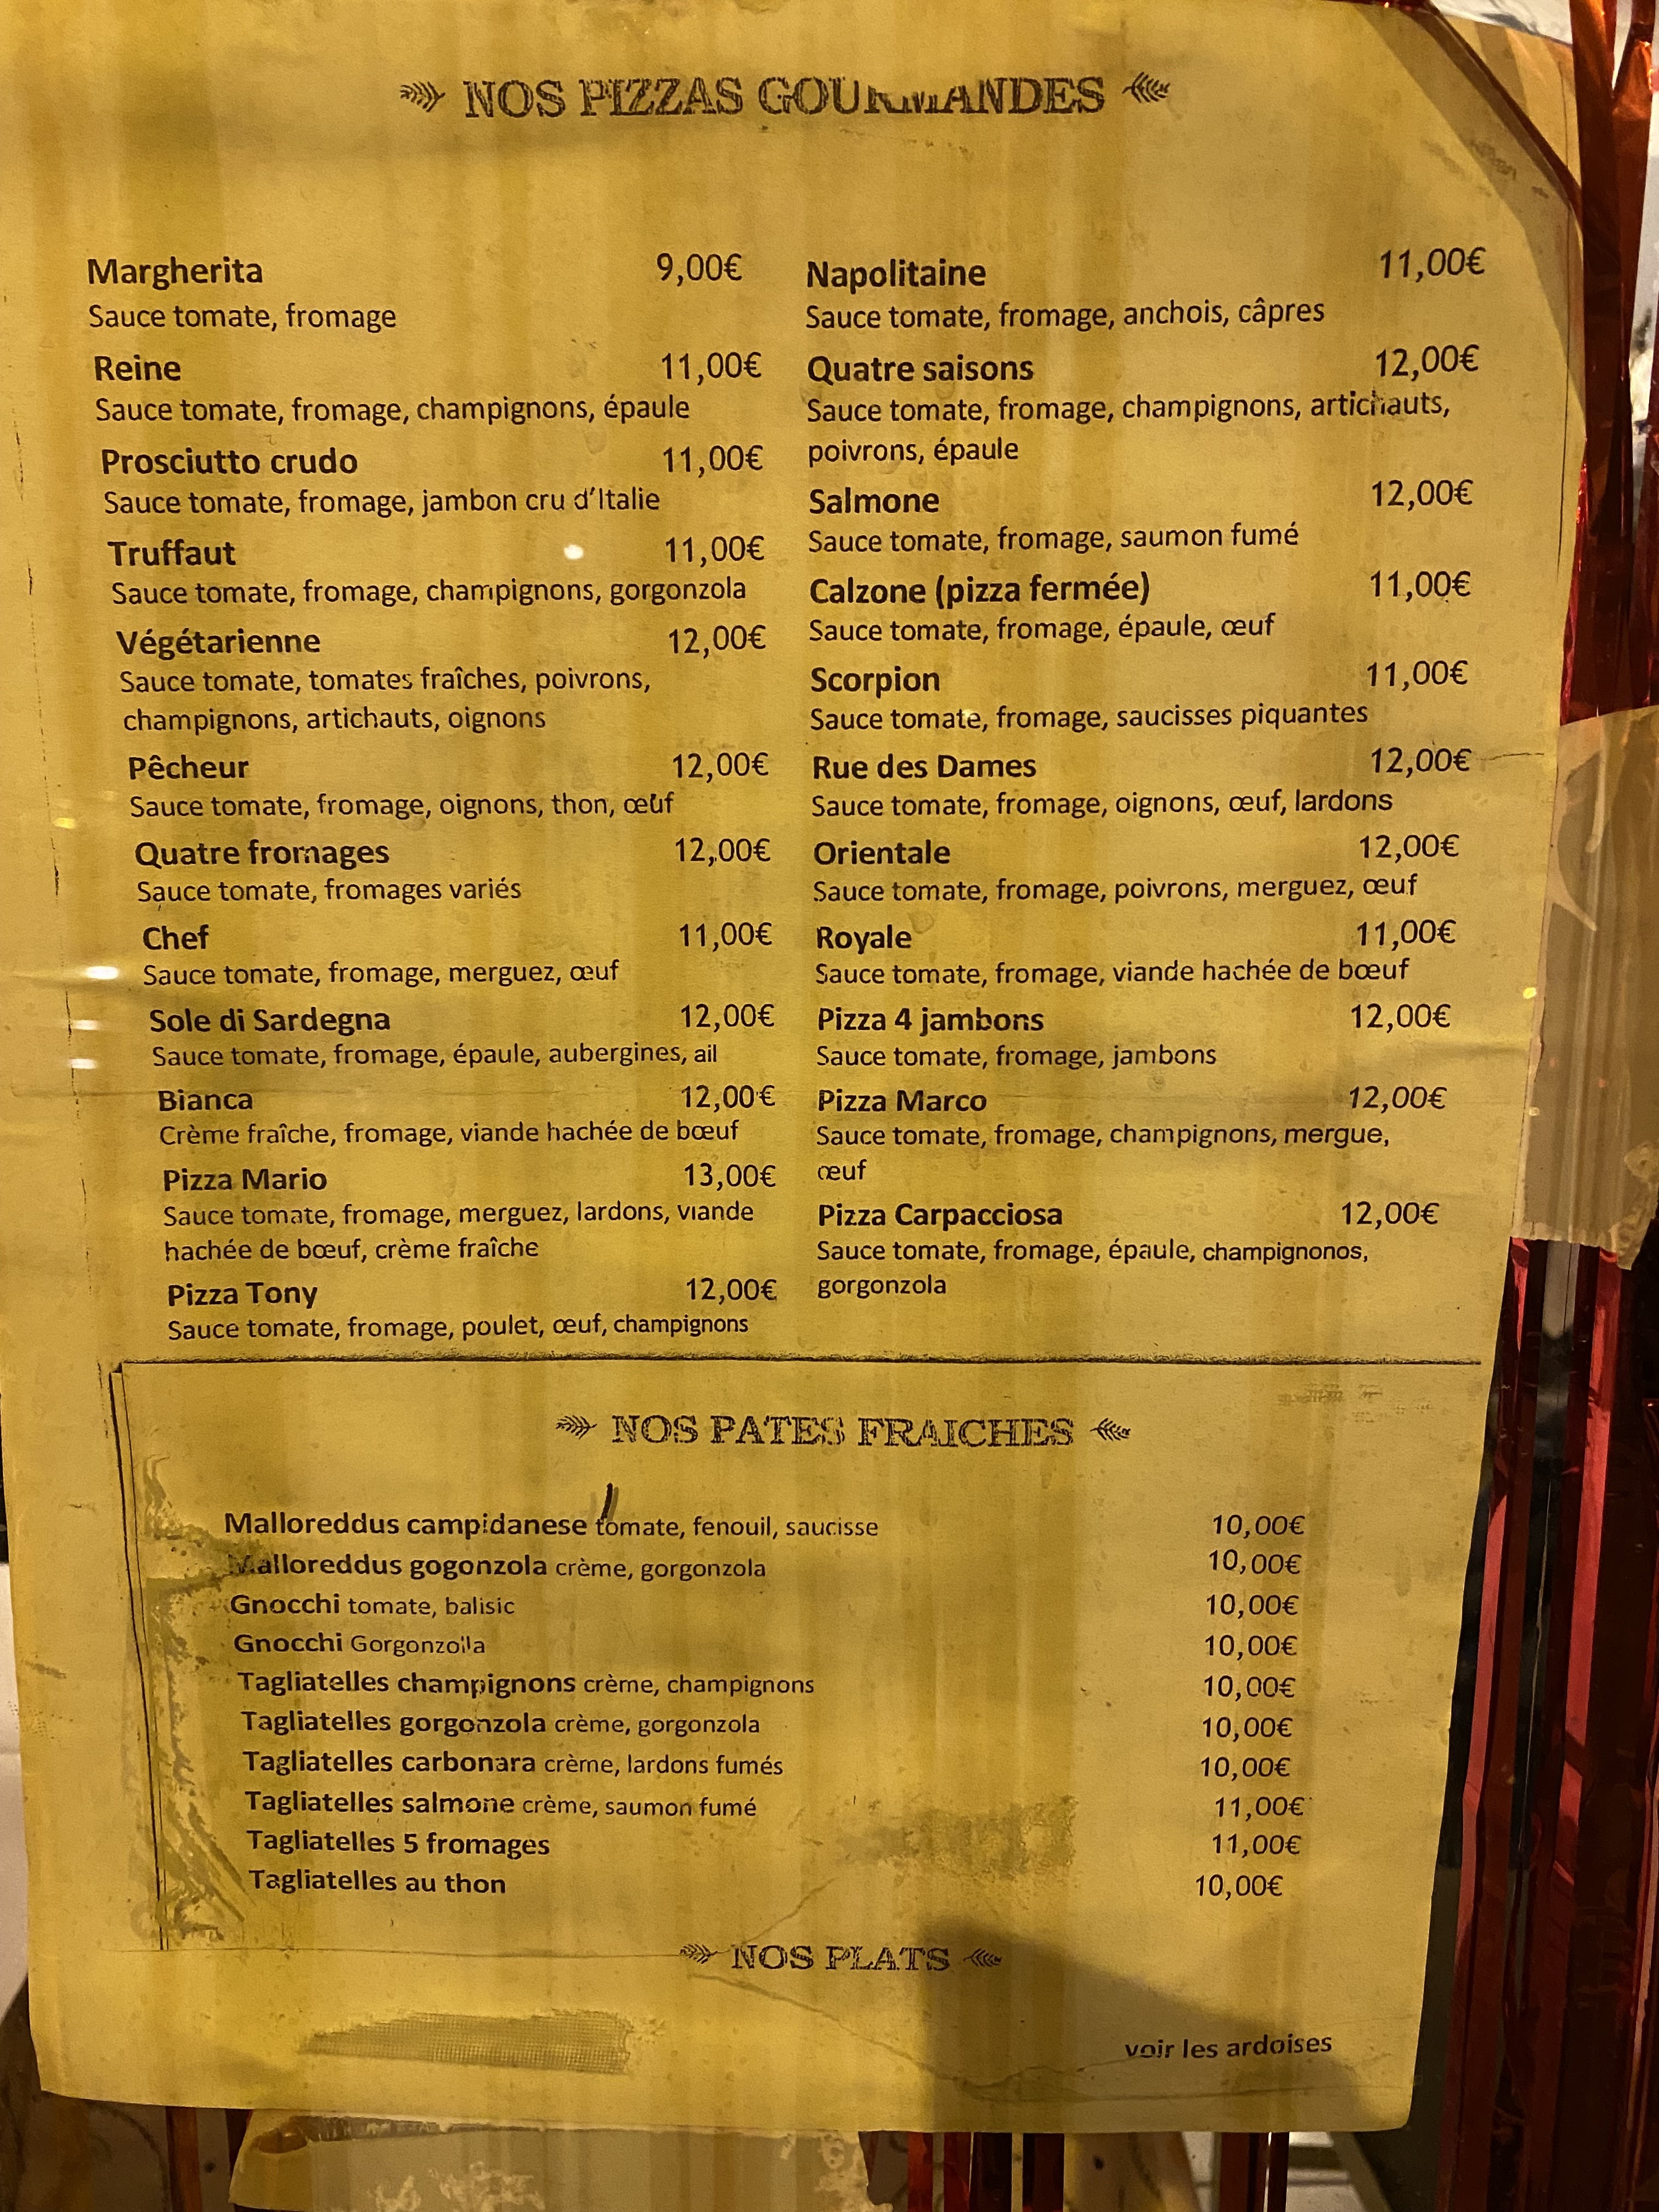 NOS PIZZAS GOURMANDES
Margherita 9,00€
Sauce tomate, fromage
Reine 11,00€
Sauce tomate, fromage, champignons, épaule
Prosciutto crudo 11,00€
Sauce tomate, fromage, jambon cru d'Italie
Truffaut 11,00€
Sauce tomate, fromage, champignons, gorgonzola
Végétarienne 12,00€
Sauce tomate, tomates fraîches, poivrons,
champignons, artichauts, oignons
Pêcheur 12,00€
Sauce tomate, fromage, oignons, thon, œuf
Quatre fromages 12,00€
Sauce tomate, fromages variés
Chef 11,00€
Sauce tomate, fromage, merguez, œuf
Sole di Sardegna 12,00€
Sauce tomate, fromage, épaule, aubergines, ail
Bianca 12,00€
Crème fraîche, fromage, viande hachée de bœuf
Pizza Mario 13,00€
Sauce tomate, fromage, merguez, lardons, viande
hachée de bœuf, crème fraîche
Pizza Tony 12,00€
Sauce tomate, fromage, poulet, œuf, champignons
Napolitaine 11,00€
Sauce tomate, fromage, anchois, câpres
Quatre saisons 12,00€
Sauce tomate, fromage, champignons, artichauts,
poivrons, épaule
Salmone 12,00€
Sauce tomate, fromage, saumon fumé
Calzone (pizza fermée) 11,00€
Sauce tomate, fromage, épaule, œuf
Scorpion 11,00€
Sauce tomate, fromage, saucisses piquantes
Rue des Dames 12,00€
Sauce tomate, fromage, oignons, œuf, lardons
Orientale 12,00€
Sauce tomate, fromage, poivrons, merguez, œuf
Royale 11,00€
Sauce tomate, fromage, viande hachée de bœuf
Pizza 4 jambons 12,00€
Sauce tomate, fromage, jambons
Pizza Marco 12,00€
Sauce tomate, fromage, champignons, mergue,
œuf
Pizza Carpacciosa 12,00€
Sauce tomate, fromage, épaule, champignonos,
gorgonzola
NOS PATES FRAICHES
Malloreddus campidanese tomate, fenouil, saucisse 10,00€
Malloreddus gogonzola crème, gorgonzola 10,00€
Gnocchi tomate, balisic 10,00€
Gnocchi Gorgonzolla 10,00€
Tagliatelles champignons crème, champignons 10,00€
Tagliatelles gorgonzola crème, gorgonzola 10,00€
Tagliatelles carbonara crème, lardons fumés 10,00€
Tagliatelles salmone crème, saumon fumé 11,00€
Tagliatelles 5 fromages 11,00€
Tagliatelles au thon 10,00€
NOS PLATS
voir les ardoises